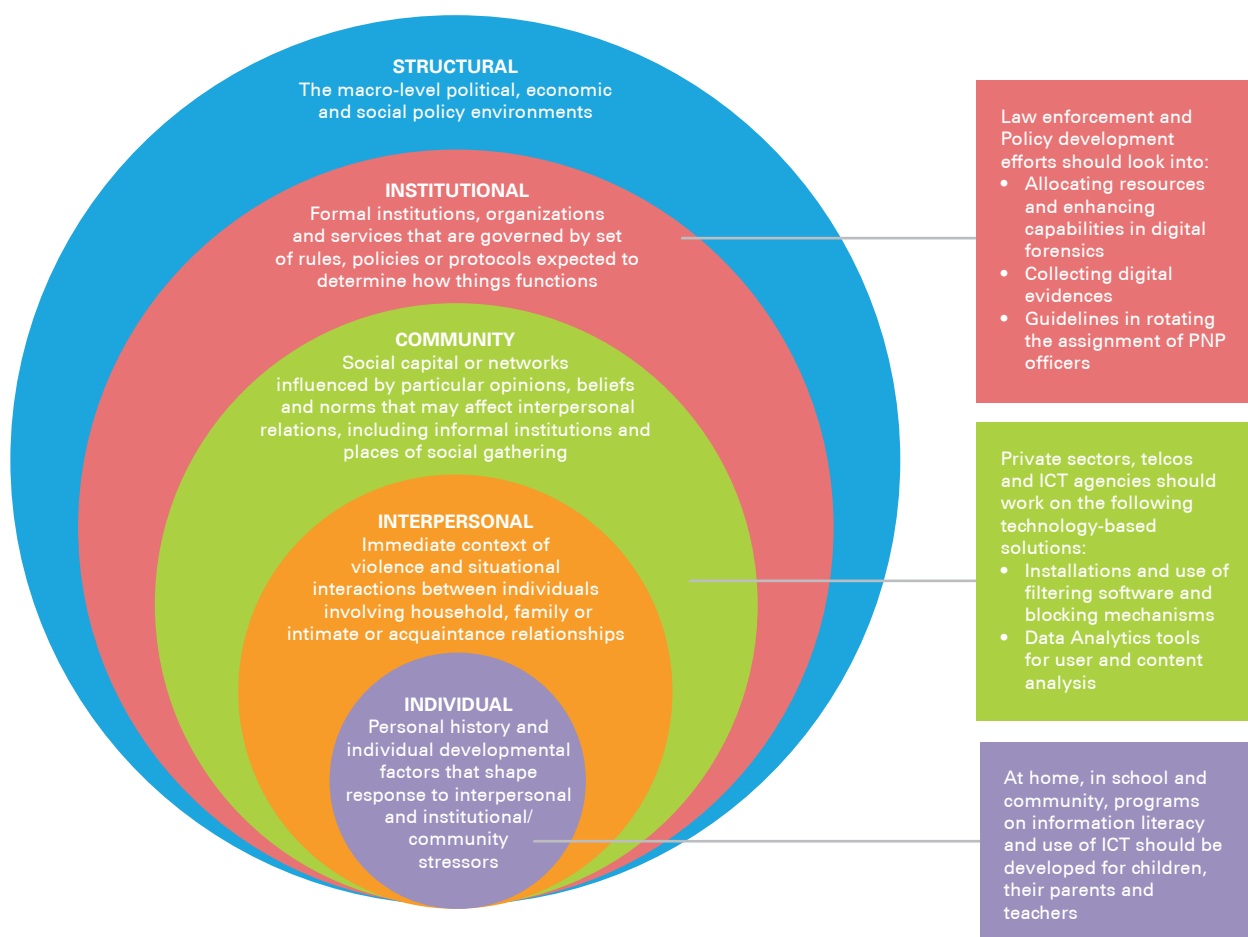 STRUCTURAL
The macro-level political, economic
and social policy environments
INSTITUTIONAL
Formal institutions, organizations
and services that are governed by set
of rules, policies or protocols expected to
determine how things functions
COMMUNITY
Social capital or networks
influenced by particular opinions, beliefs
and norms that may affect interpersonal
relations, including informal institutions and
places of social gathering
INTERPERSONAL
Immediate context of
violence and situational
interactions between individuals
involving household, family or
intimate or acquaintance relationships
INDIVIDUAL
Personal history and
individual developmental
factors that shape
response to interpersonal
and institutional/
community
stressors
Law enforcement and
Policy development
efforts should look into:
• Allocating resources
and enhancing
capabilities in digital
forensics
• Collecting digital
evidences
• Guidelines in rotating
the assignment of PNP
officers
Private sectors, telcos
and ICT agencies should
work on the following
technology-based
solutions:
• Installations and use of
filtering software and
blocking mechanisms
• Data Analytics tools
for user and content
analysis
At home, in school and
community, programs
on information literacy
and use of ICT should be
developed for children,
their parents and
teachers